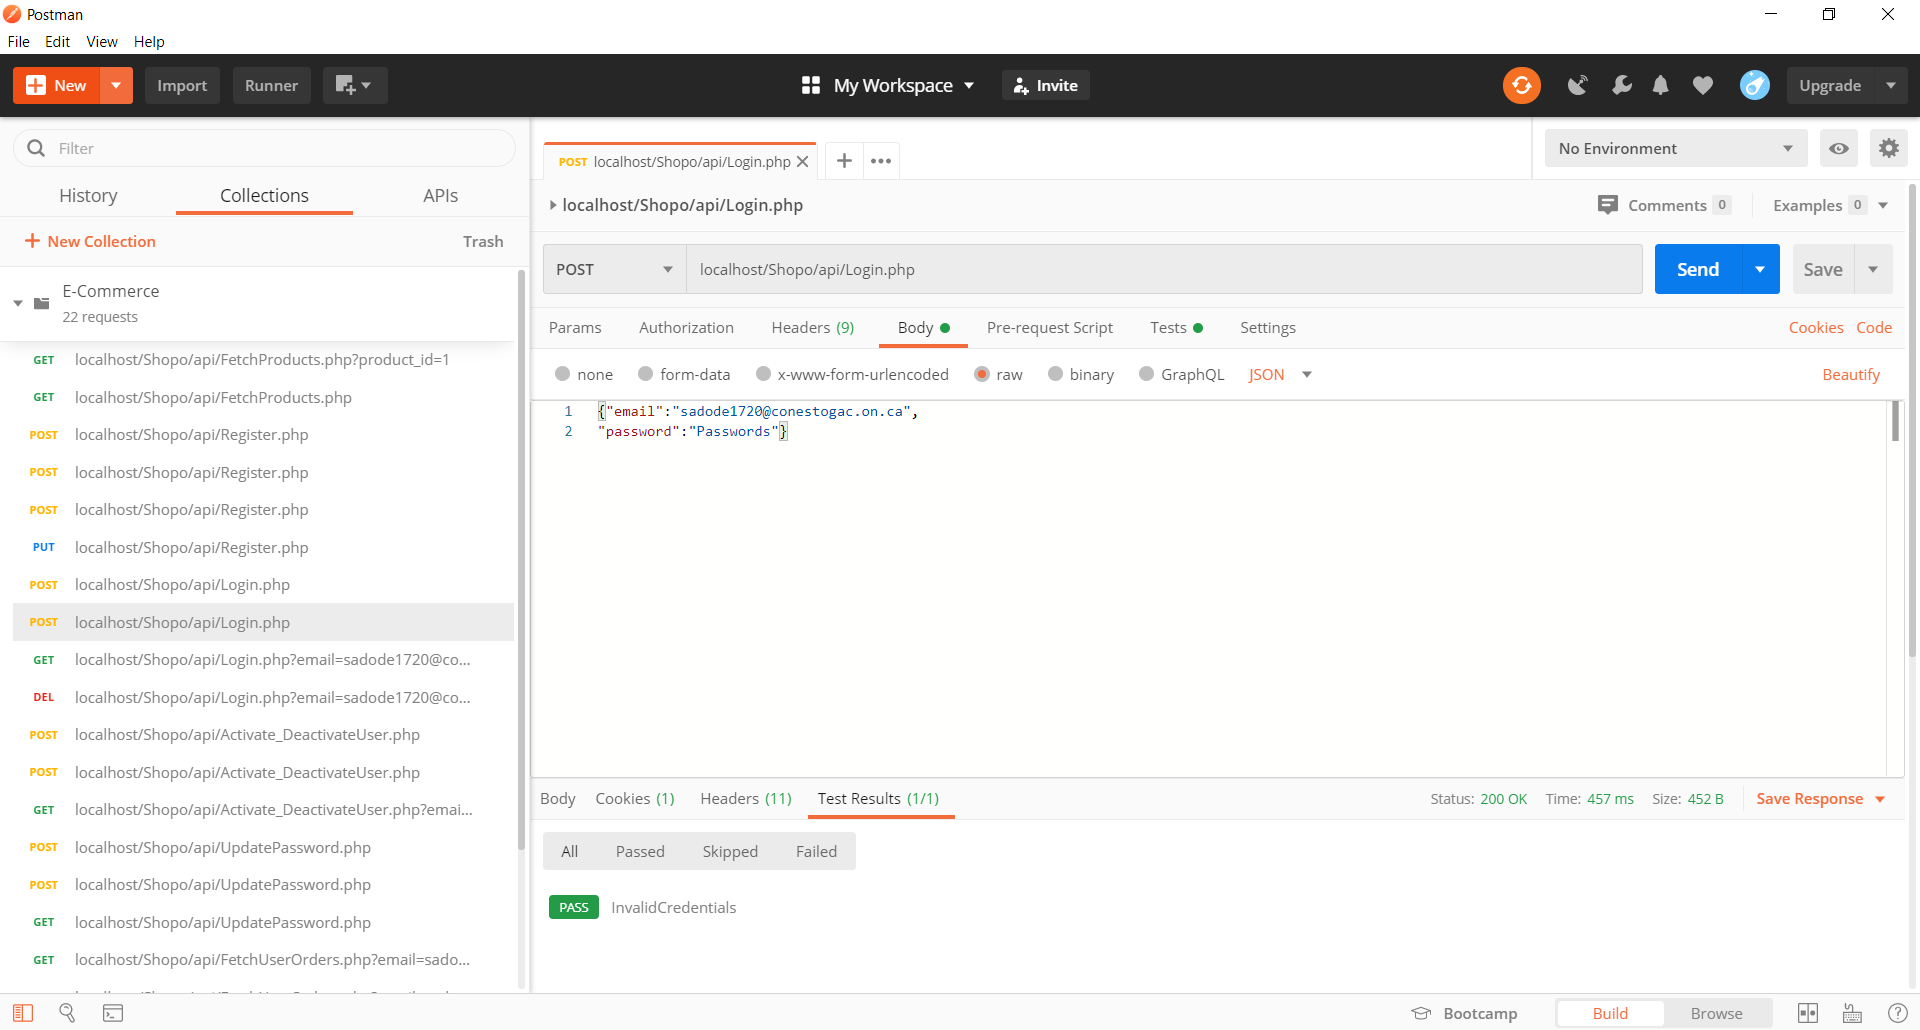 Postman
File Edit View Help
New Import Runner My Workspace Invite Upgrade
Filter
History Collections APIs
New Collection Trash
E-Commerce
22 requests
GET localhost/Shopo/api/FetchProducts.php?product_id=1
GET localhost/Shopo/api/FetchProducts.php
POST localhost/Shopo/api/Register.php
POST localhost/Shopo/api/Register.php
POST localhost/Shopo/api/Register.php
PUT localhost/Shopo/api/Register.php
POST localhost/Shopo/api/Login.php
POST localhost/Shopo/api/Login.php
GET localhost/Shopo/api/Login.php?email=sadode1720@co...
DEL localhost/Shopo/api/Login.php?email=sadode1720@co...
POST localhost/Shopo/api/Activate_DeactivateUser.php
POST localhost/Shopo/api/Activate_DeactivateUser.php
GET localhost/Shopo/api/Activate_DeactivateUser.php?emai...
POST localhost/Shopo/api/UpdatePassword.php
POST localhost/Shopo/api/UpdatePassword.php
GET localhost/Shopo/api/UpdatePassword.php
GET localhost/Shopo/api/FetchUserOrders.php?email=sado...
POST localhost/Shopo/api/Login.php No Environment
localhost/Shopo/api/Login.php Comments 0 Examples 0
POST localhost/Shopo/api/Login.php Send Save
Params Authorization Headers (9) Body Pre-request Script Tests Settings Cookies Code
none form-data x-www-form-urlencoded raw binary GraphQL JSON Beautify
1 {"email":"sadode1720@conestogac.on.ca",
2 "password":"Passwords"}
Body Cookies (1) Headers (11) Test Results (1/1) Status: 200 OK Time: 457 ms Size: 452 B Save Response
All Passed Skipped Failed
PASS InvalidCredentials
Bootcamp Build Browse